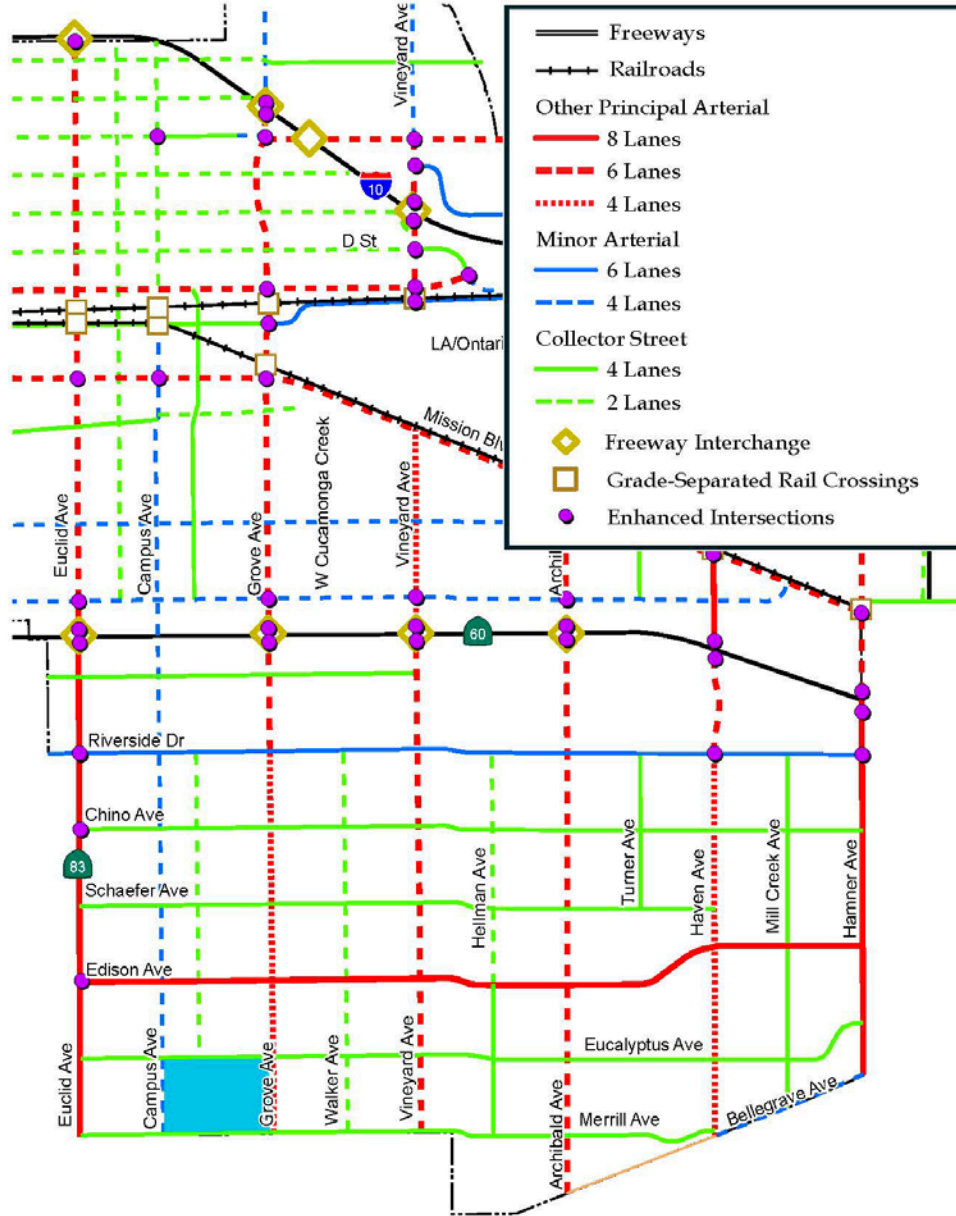 Vineyard Ave
Freeways
Railroads
Other Principal Arterial
8 Lanes
6 Lanes
4 Lanes
Minor Arterial
6 Lanes
4 Lanes
Collector Street
4 Lanes
2 Lanes
Freeway Interchange
Grade-Separated Rail Crossings
Enhanced Intersections
10
D St
LA/Ontari
Mission Blv
Euclid Ave
Campus Ave
Grove Ave
W Cucamonga Creek
Vineyard Ave
Archil
60
Riverside Dr
Chino Ave
83
Schaefer Ave
Hellman Ave
Turner Ave
Haven Ave
Mill Creek Ave
Hamner Ave
Edison Ave
Eucalyptus Ave
Euclid Ave
Campus Ave
Grove Ave
Walker Ave
Vineyard Ave
Archibald Ave
Merrill Ave
Bellegrave Ave